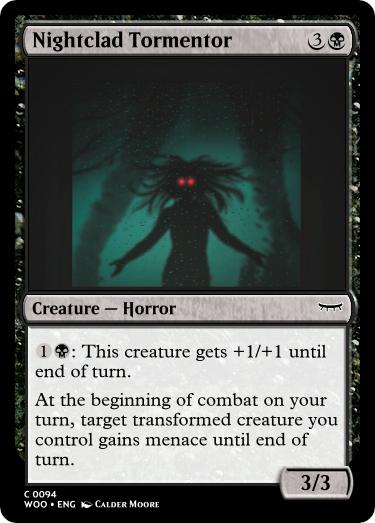 Nightclad Tormentor 3
Creature — Horror
1 : This creature gets +1/+1 until
end of turn.
At the beginning of combat on your
turn, target transformed creature you
control gains menace until end of
turn.
3/3
C 0094
WOO • ENG Calder Moore